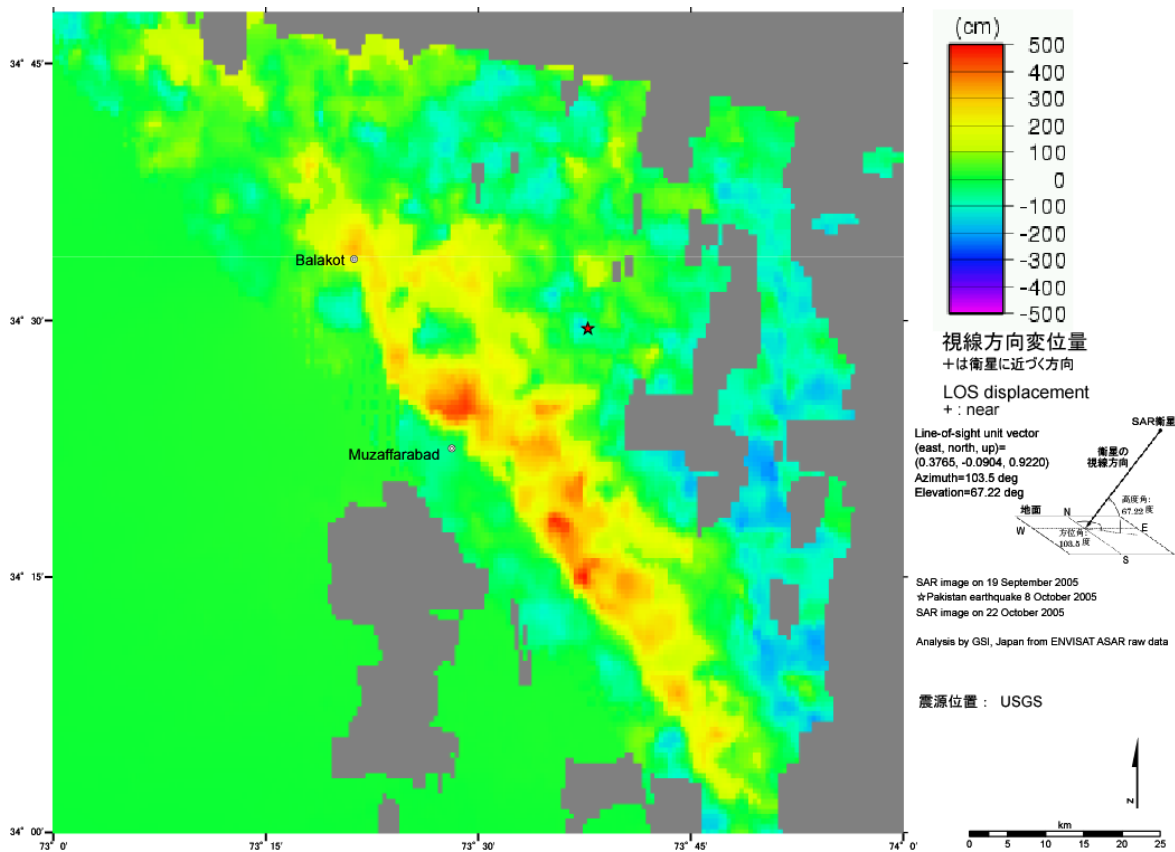 34° 45'
34° 30'
34° 15'
34° 00'
73° 0'
73° 15'
73° 30'
73° 45'
74° 0'
Balakot
Muzaffarabad
(cm)
500
400
300
200
100
0
-100
-200
-300
-400
-500
視線方向変位量
+は衛星に近づく方向
LOS displacement
+ : near
Line-of-sight unit vector
(east, north, up)=
(0.3765, -0.0904, 0.9220)
Azimuth=103.5 deg
Elevation=67.22 deg
SAR衛星
衛星の
視線方向
高度角:
67.22 度
地面
N
W
E
S
方位角:
103.5 度
SAR image on 19 September 2005
☆Pakistan earthquake 8 October 2005
SAR image on 22 October 2005
Analysis by GSI, Japan from ENVISAT ASAR raw data
震源位置： USGS
N
km
0 5 10 15 20 25